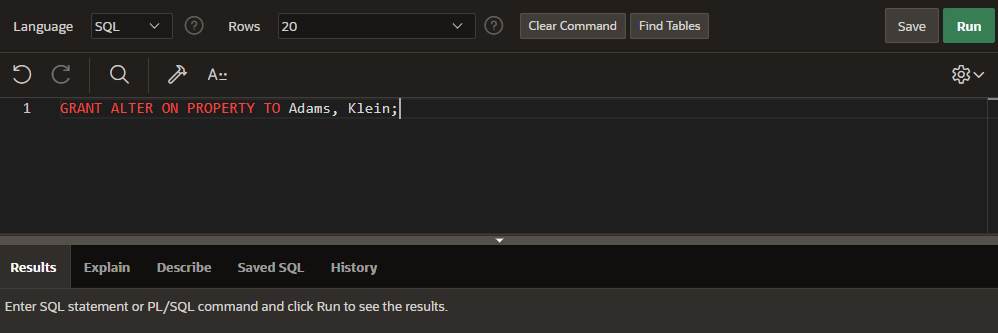 Language SQL ? Rows 20 ? Clear Command Find Tables Save Run
A
1 GRANT ALTER ON PROPERTY TO Adams, Klein;
Results Explain Describe Saved SQL History
Enter SQL statement or PL/SQL command and click Run to see the results.